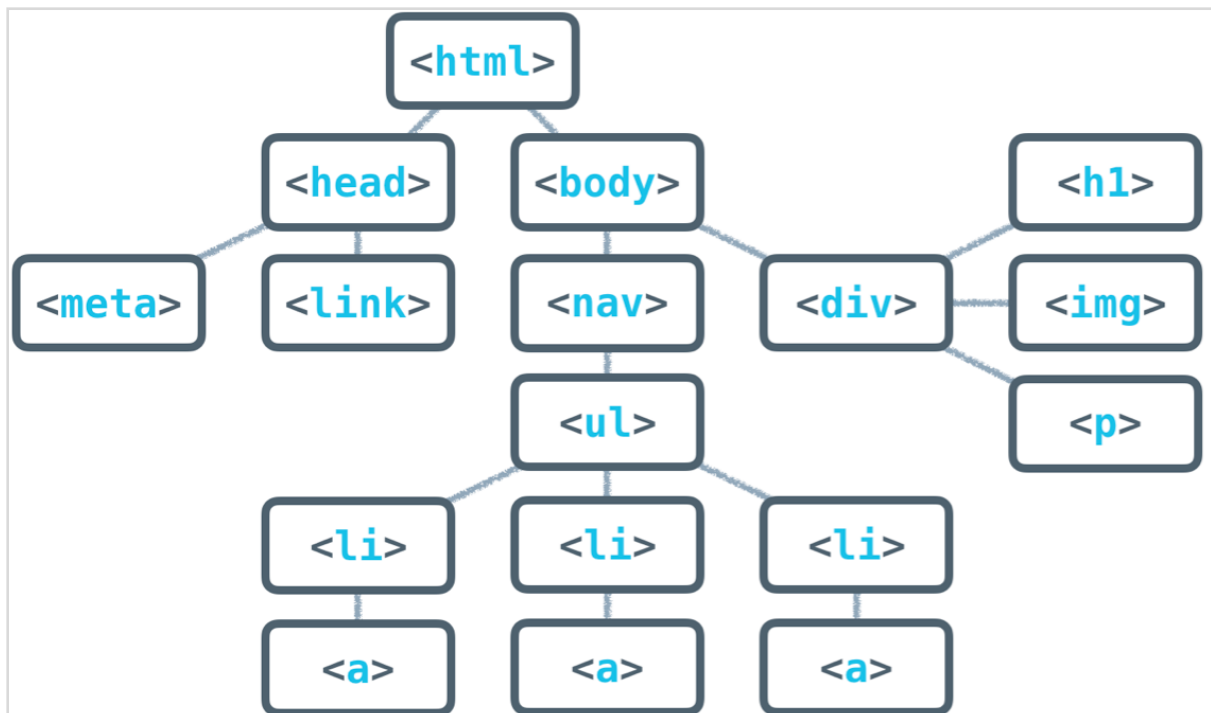 <html>
<head> <body> <h1>
<meta> <link> <nav> <div> <img>
<ul> <p>
<li> <li> <li>
<a> <a> <a>